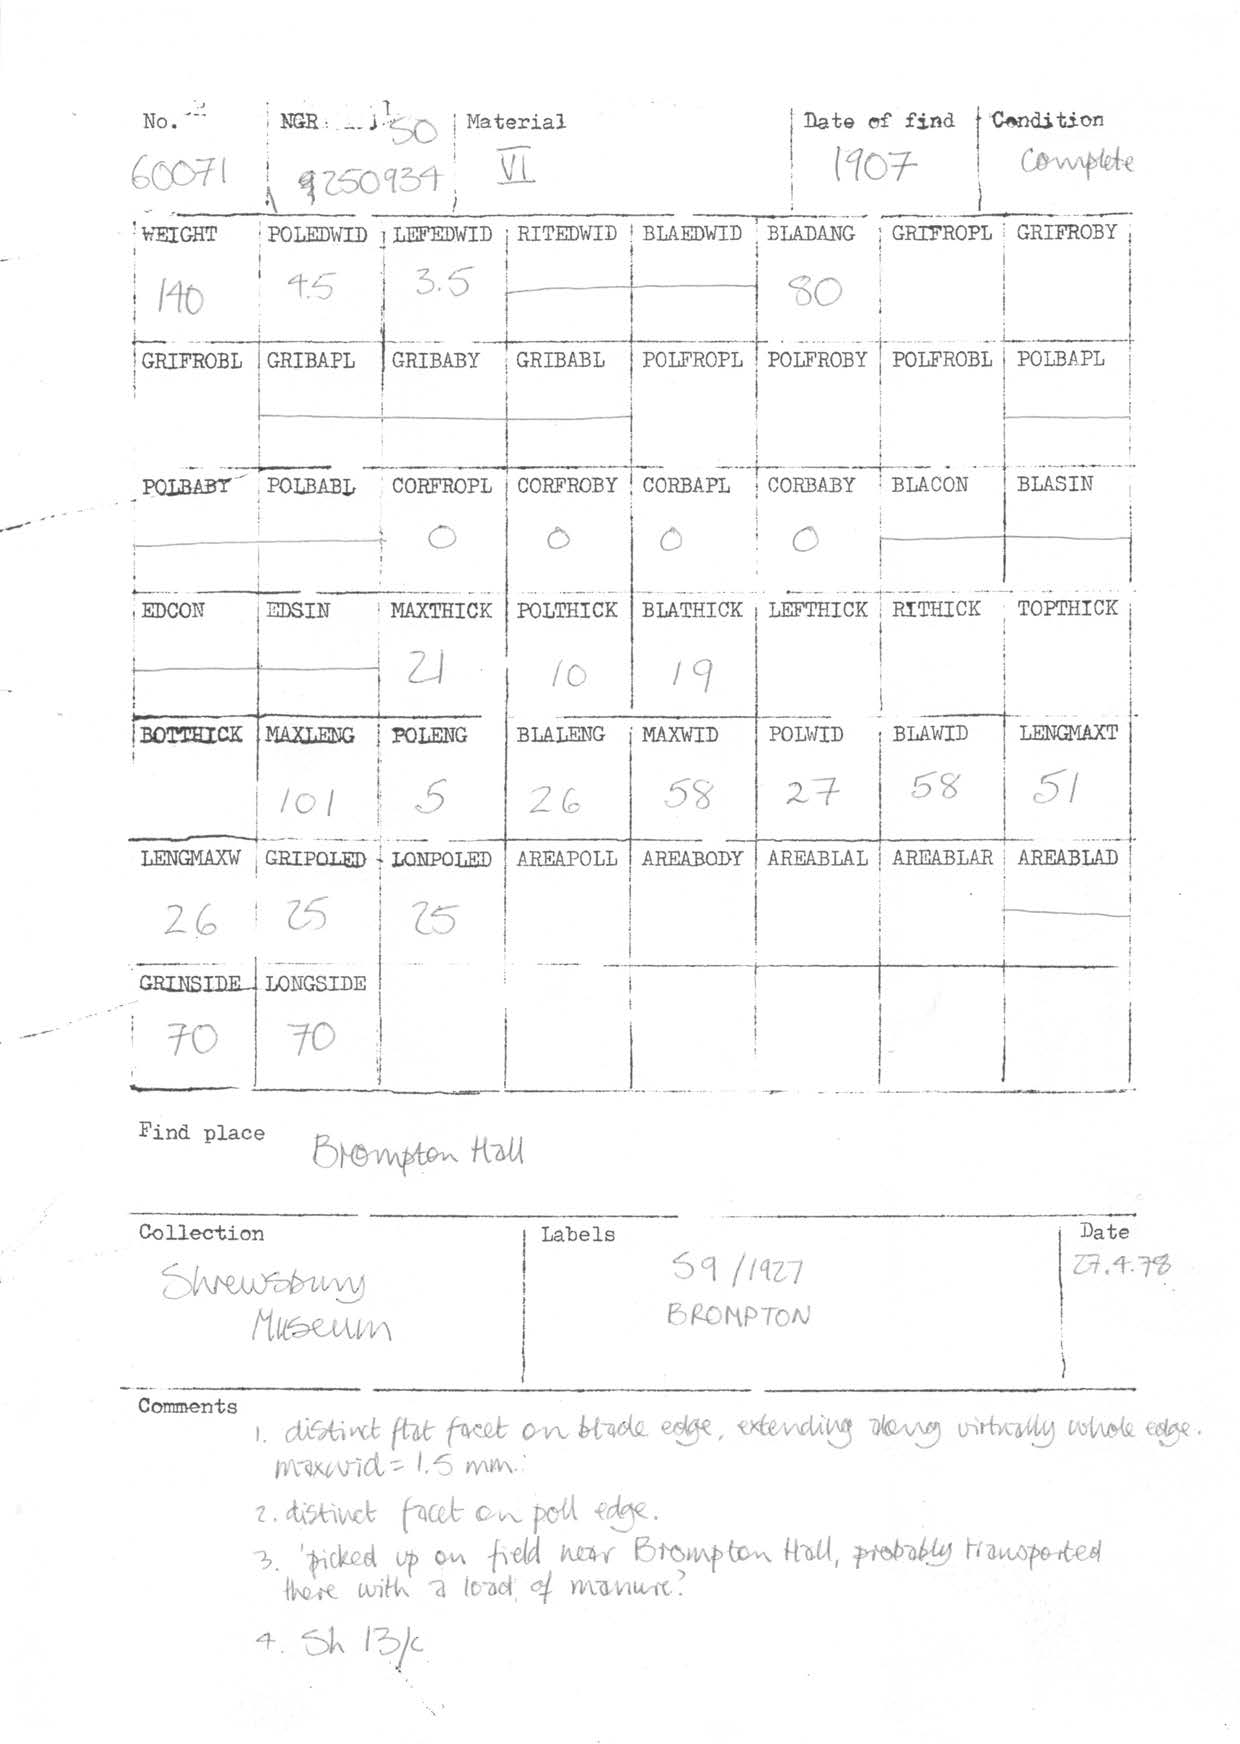 No. NGR 50 Material Date of find Condition
60071 9250934 VI 1907 Complete
WEIGHT POLEDWID LEFEDWID RITEDWID BLAEDWID BLADANG GRIFROPL GRIFROBY
140 4.5 3.5 80
GRIFROBL GRIBAPL GRIBABY GRIBABL POLFROPL POLFROBY POLFROBL POLBAPL
POLBABY POLBABL CORFROPL CORFROBY CORBAPL CORBABY BLACON BLASIN
0 0 0 0
EDCON EDSIN MAXTHICK POLTHICK BLATHICK LEFTHICK RITHICK TOPTHICK
21 10 19
BOTTHICK MAXLENG POLENG BLALENG MAXWID POLWID BLAWID LENGMAXT
101 5 26 58 27 58 51
LENGMAXW GRIPOLED LONPOLED AREAPOLL AREABODY AREABLAL AREABLAR AREABLAD
26 25 25
GRINSIDE LONGSIDE
70 70
Find place Brompton Hall
Collection Labels Date
Shrewsbury 59/1927 27.4.78
Museum BROMPTON
Comments
1. distinct flat facet on blade edge, extending along virtually whole edge.
maxwid = 1.5 mm.
2. distinct facet on poll edge.
3. 'picked up on field near Brompton Hall, probably transported
there with a load of manure?
4. Sh 13/c